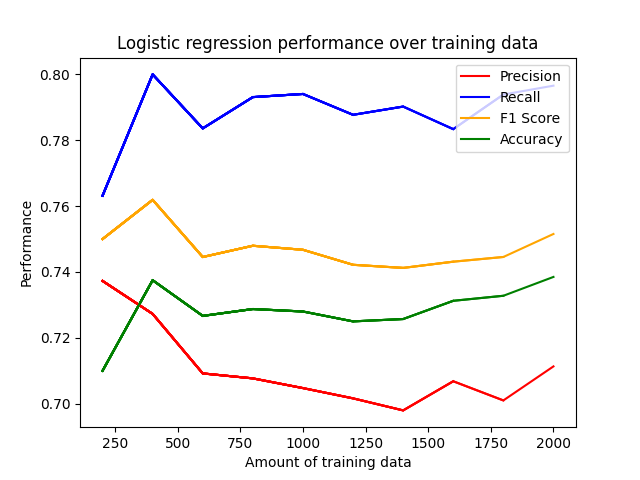 Logistic regression performance over training data
Precision
Recall
F1 Score
Accuracy
0.80
0.78
0.76
0.74
0.72
0.70
Performance
250
500
750
1000
1250
1500
1750
2000
Amount of training data